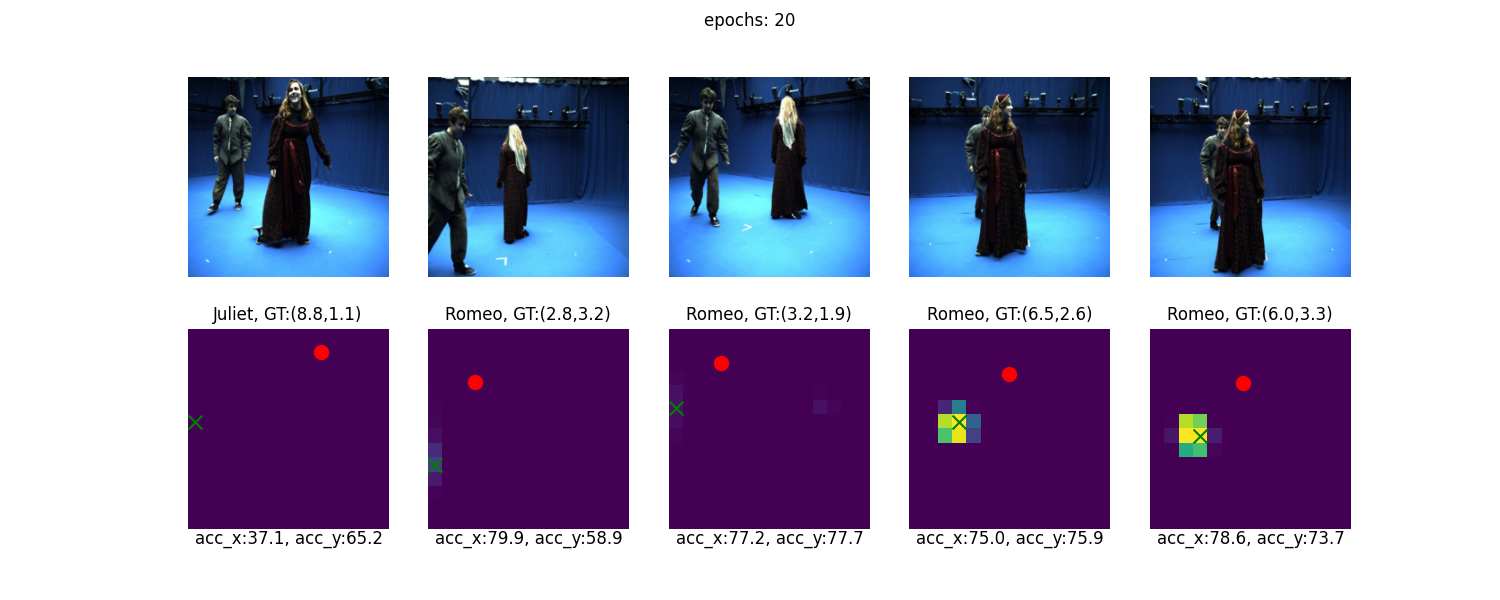 epochs: 20
Juliet, GT:(8.8,1.1)
Romeo, GT:(2.8,3.2)
Romeo, GT:(3.2,1.9)
Romeo, GT:(6.5,2.6)
Romeo, GT:(6.0,3.3)
acc_x:37.1, acc_y:65.2
acc_x:79.9, acc_y:58.9
acc_x:77.2, acc_y:77.7
acc_x:75.0, acc_y:75.9
acc_x:78.6, acc_y:73.7